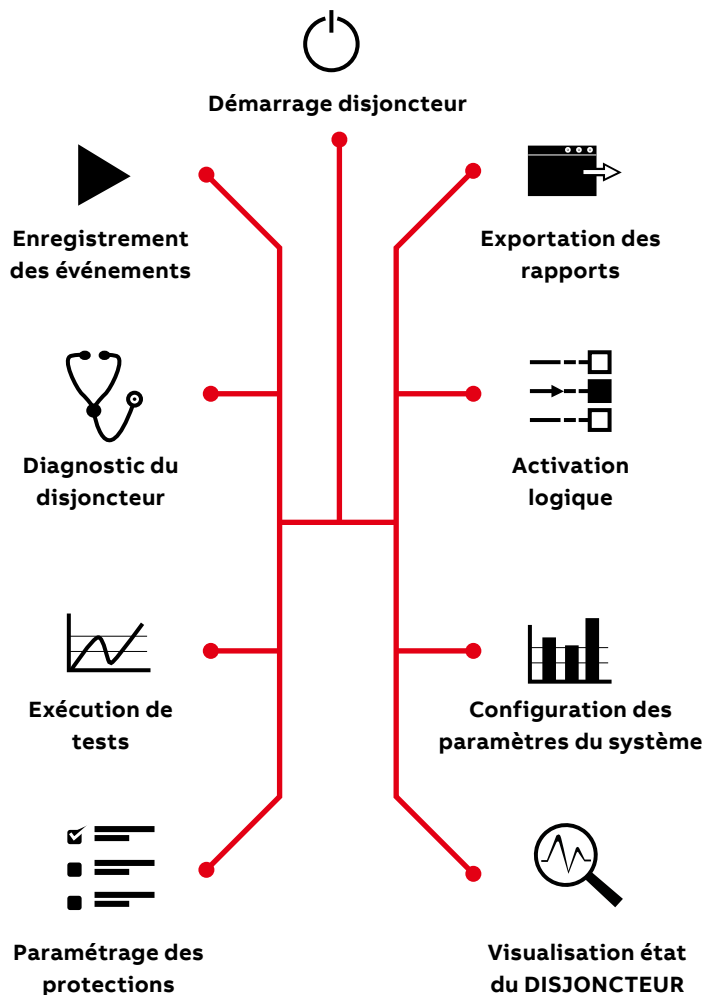 Démarrage disjoncteur
Enregistrement
des événements
Exportation des
rapports
Diagnostic du
disjoncteur
Activation
logique
Exécution de
tests
Configuration des
paramètres du système
Paramétrage des
protections
Visualisation état
du DISJONCTEUR